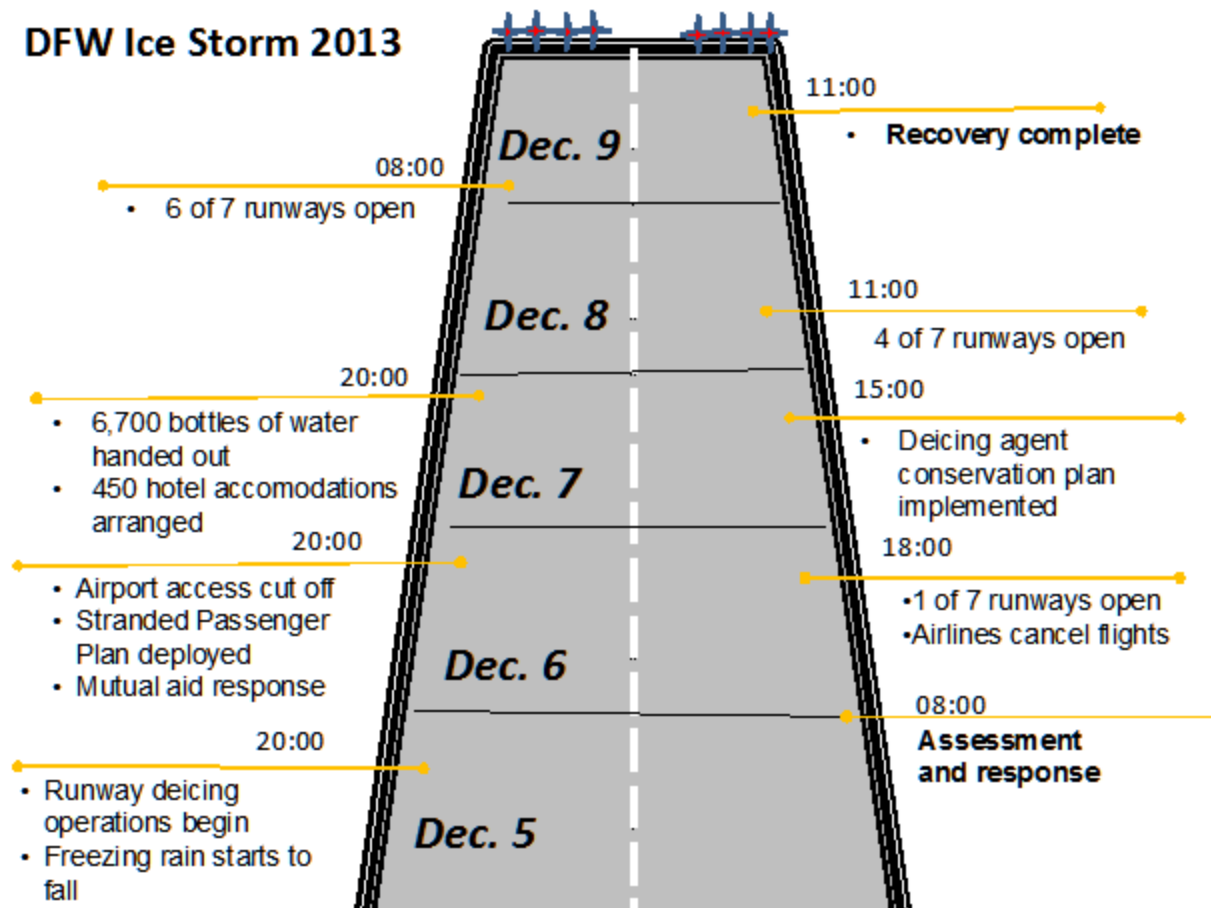 DFW Ice Storm 2013
11:00
• Recovery complete
Dec. 9
08:00
• 6 of 7 runways open
11:00
4 of 7 runways open
Dec. 8
20:00
• 6,700 bottles of water
handed out
• 450 hotel accomodations
arranged
15:00
• Deicing agent
conservation plan
implemented
Dec. 7
20:00
• Airport access cut off
• Stranded Passenger
Plan deployed
• Mutual aid response
18:00
•1 of 7 runways open
•Airlines cancel flights
Dec. 6
08:00
Assessment
and response
20:00
• Runway deicing
operations begin
• Freezing rain starts to
fall
Dec. 5